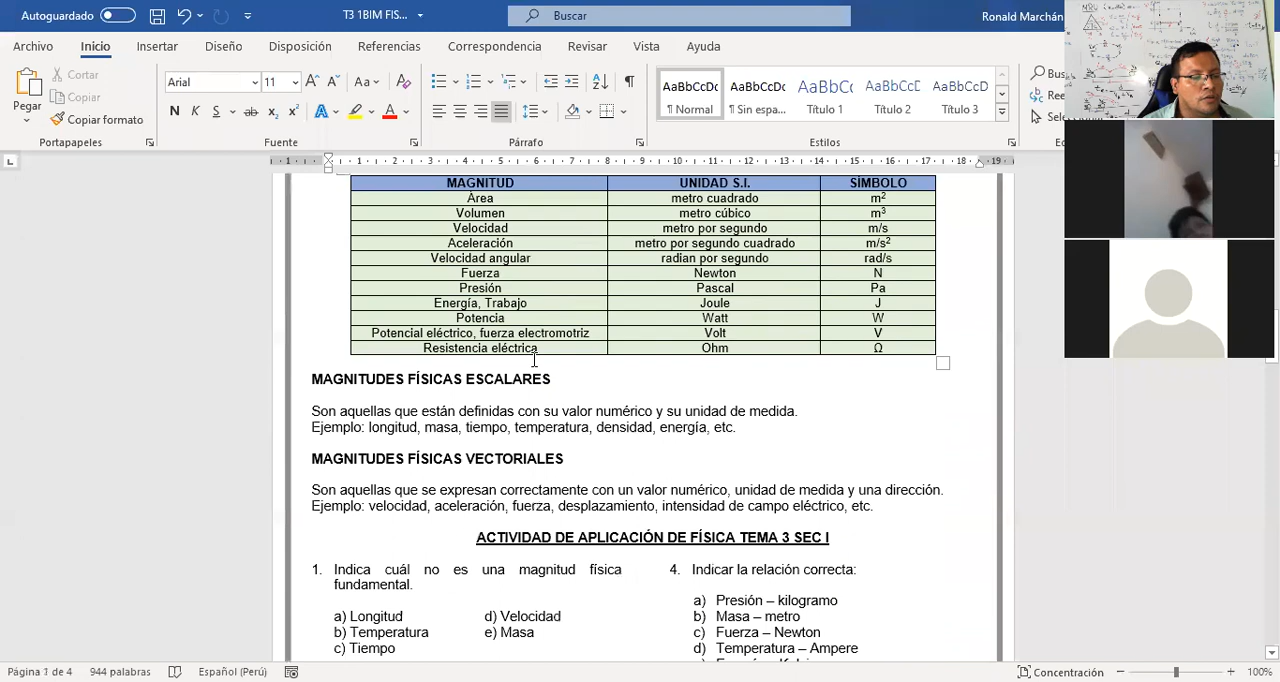 Autoguardado
T3 1BIM FIS...
Buscar
Ronald Marchán
Archivo Inicio Insertar Diseño Disposición Referencias Correspondencia Revisar Vista Ayuda
Pegar
Cortar
Copiar
Copiar formato
Arial 11
Portapapeles
Fuente
Párrafo
AaBbCcDc AaBbCcDc AaBbCc AaBbCcD AaBbCcD
¶ Normal ¶ Sin espa... Título 1 Título 2 Título 3
Estilos
MAGNITUD UNIDAD S.I. SÍMBOLO
Área metro cuadrado m²
Volumen metro cúbico m³
Velocidad metro por segundo m/s
Aceleración metro por segundo cuadrado m/s²
Velocidad angular radian por segundo rad/s
Fuerza Newton N
Presión Pascal Pa
Energía, Trabajo Joule J
Potencia Watt W
Potencial eléctrico, fuerza electromotriz Volt V
Resistencia eléctrica Ohm Ω
MAGNITUDES FÍSICAS ESCALARES
Son aquellas que están definidas con su valor numérico y su unidad de medida.
Ejemplo: longitud, masa, tiempo, temperatura, densidad, energía, etc.
MAGNITUDES FÍSICAS VECTORIALES
Son aquellas que se expresan correctamente con un valor numérico, unidad de medida y una dirección.
Ejemplo: velocidad, aceleración, fuerza, desplazamiento, intensidad de campo eléctrico, etc.
ACTIVIDAD DE APLICACIÓN DE FÍSICA TEMA 3 SEC I
1. Indica cuál no es una magnitud física
fundamental.
a) Longitud d) Velocidad
b) Temperatura e) Masa
c) Tiempo
4. Indicar la relación correcta:
a) Presión – kilogramo
b) Masa – metro
c) Fuerza – Newton
d) Temperatura – Ampere
Página 1 de 4 944 palabras Español (Perú) Concentración 100%